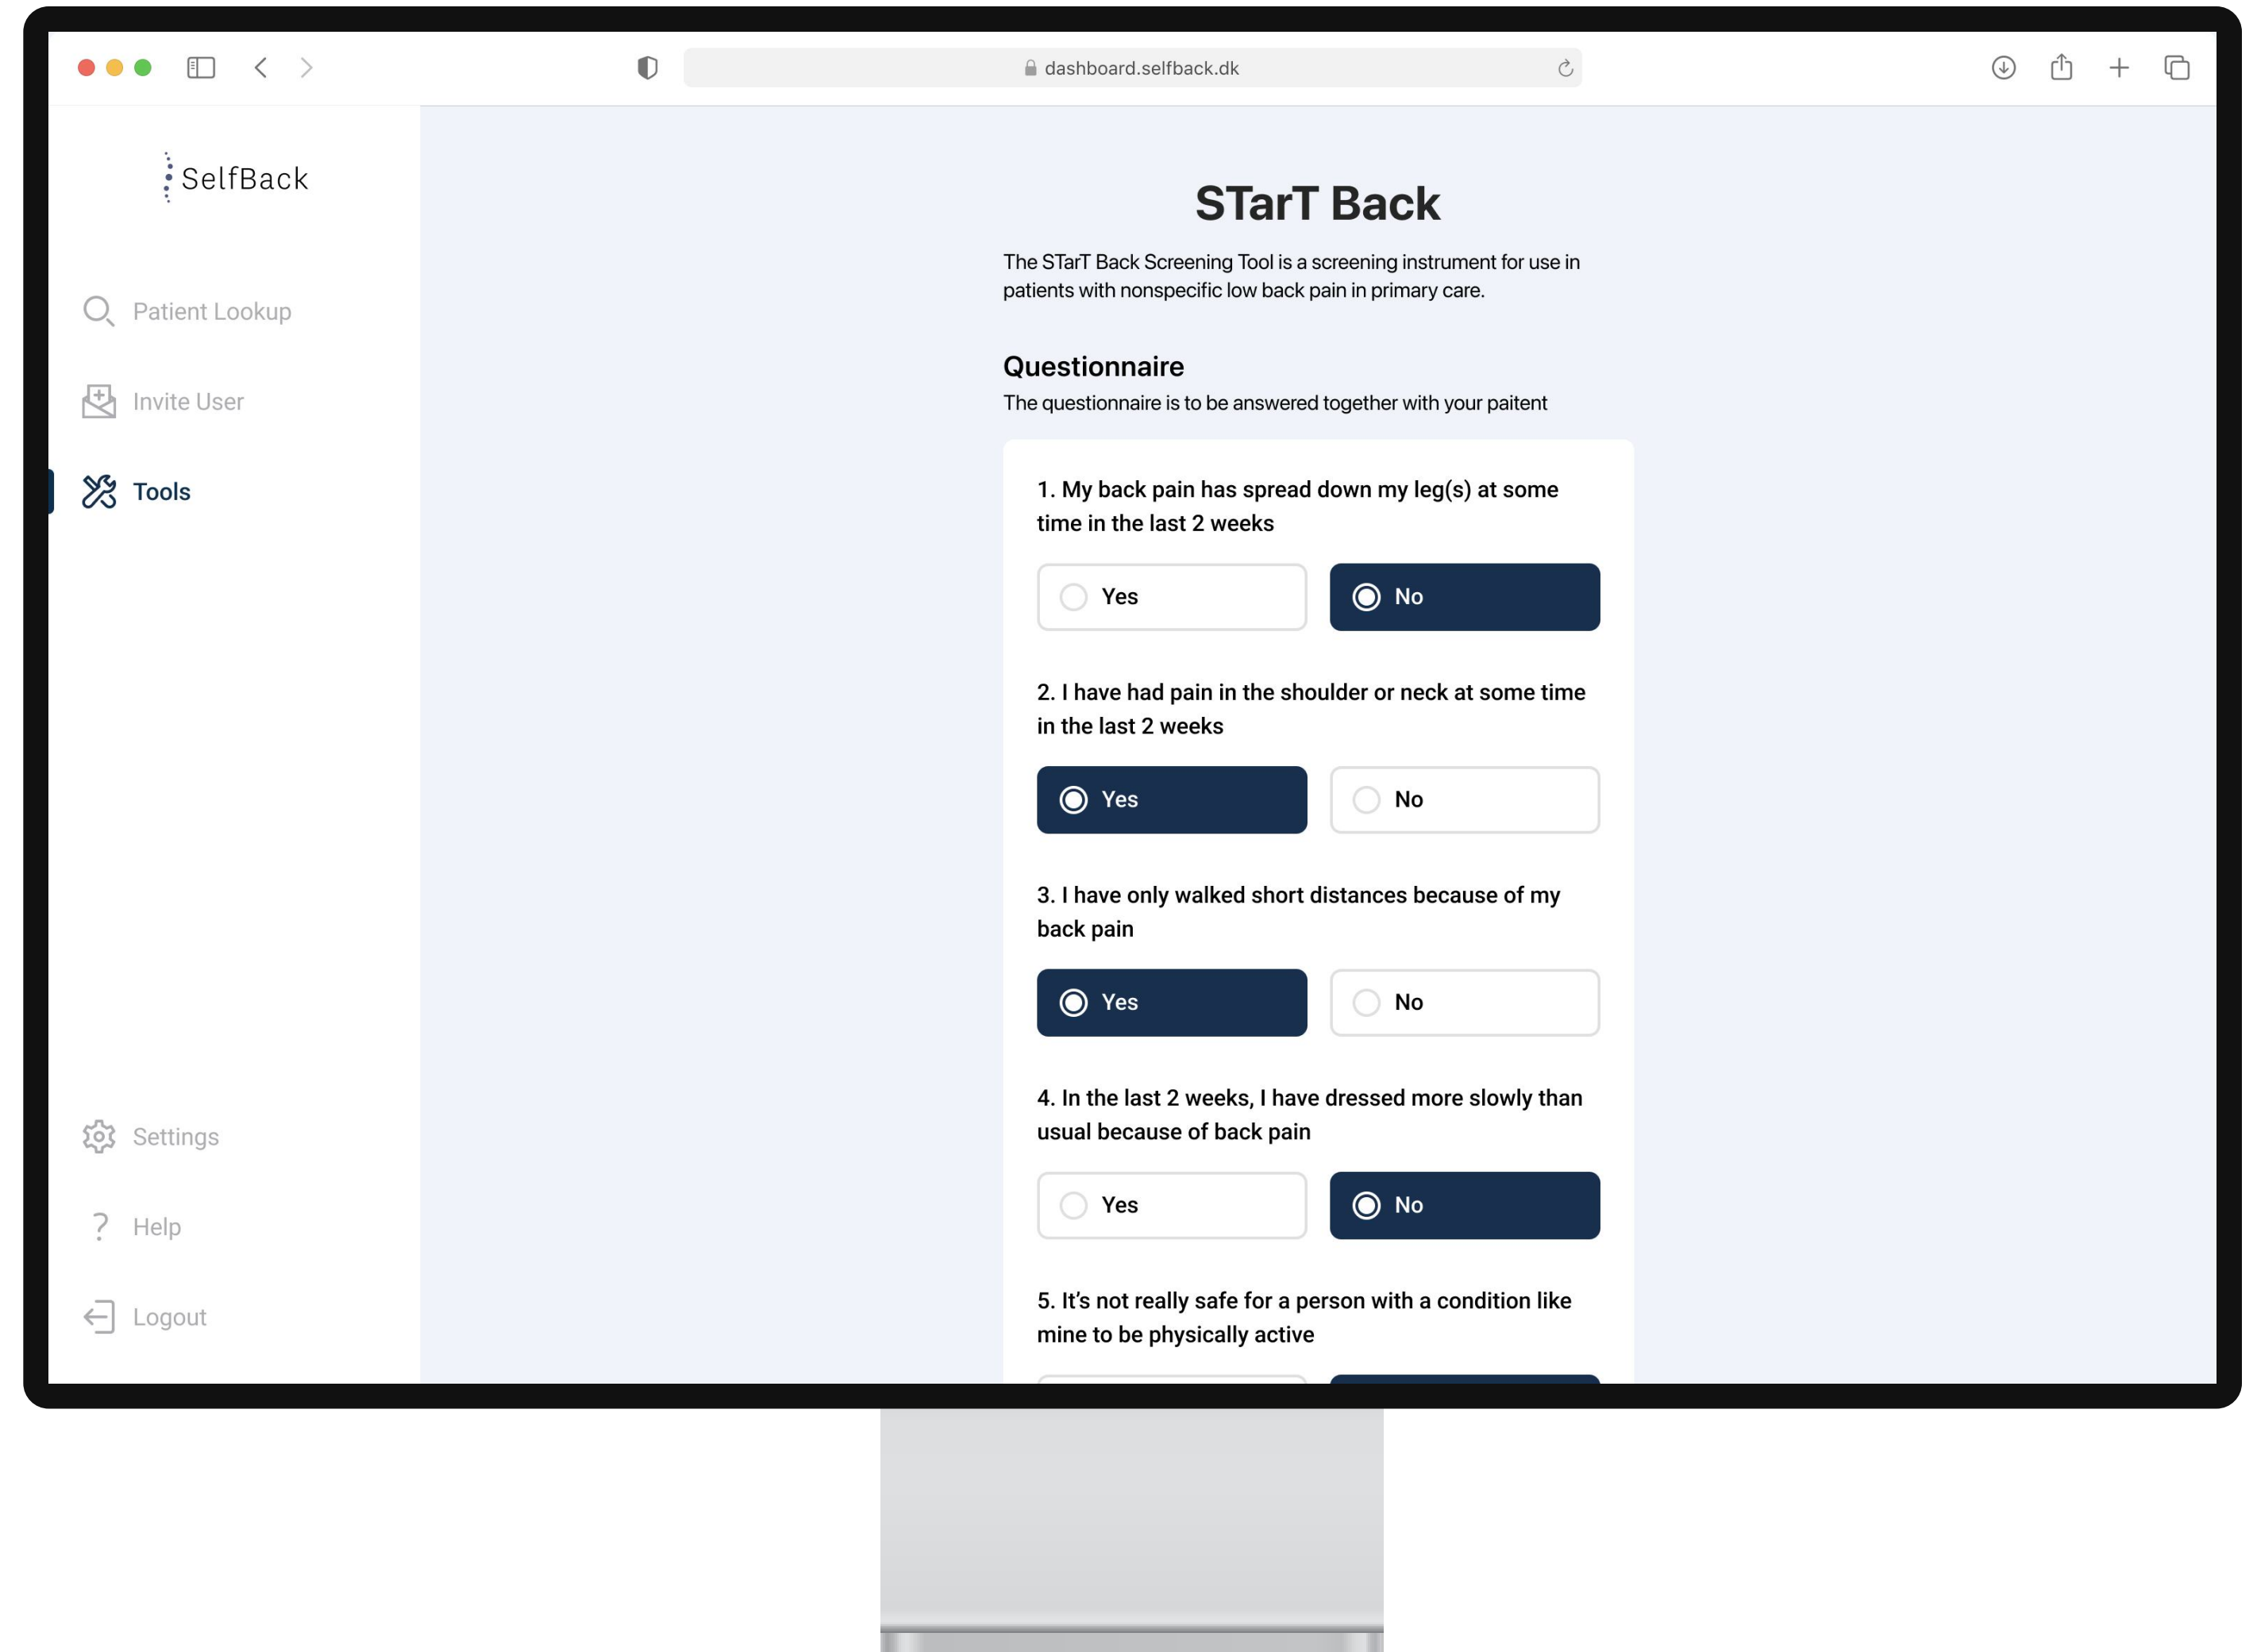 dashboard.selfback.dk
SelfBack
Patient Lookup
Invite User
Tools
Settings
? Help
Logout
STarT Back
The STarT Back Screening Tool is a screening instrument for use in
patients with nonspecific low back pain in primary care.
Questionnaire
The questionnaire is to be answered together with your paitent
1. My back pain has spread down my leg(s) at some
time in the last 2 weeks
Yes No
2. I have had pain in the shoulder or neck at some time
in the last 2 weeks
Yes No
3. I have only walked short distances because of my
back pain
Yes No
4. In the last 2 weeks, I have dressed more slowly than
usual because of back pain
Yes No
5. It’s not really safe for a person with a condition like
mine to be physically active